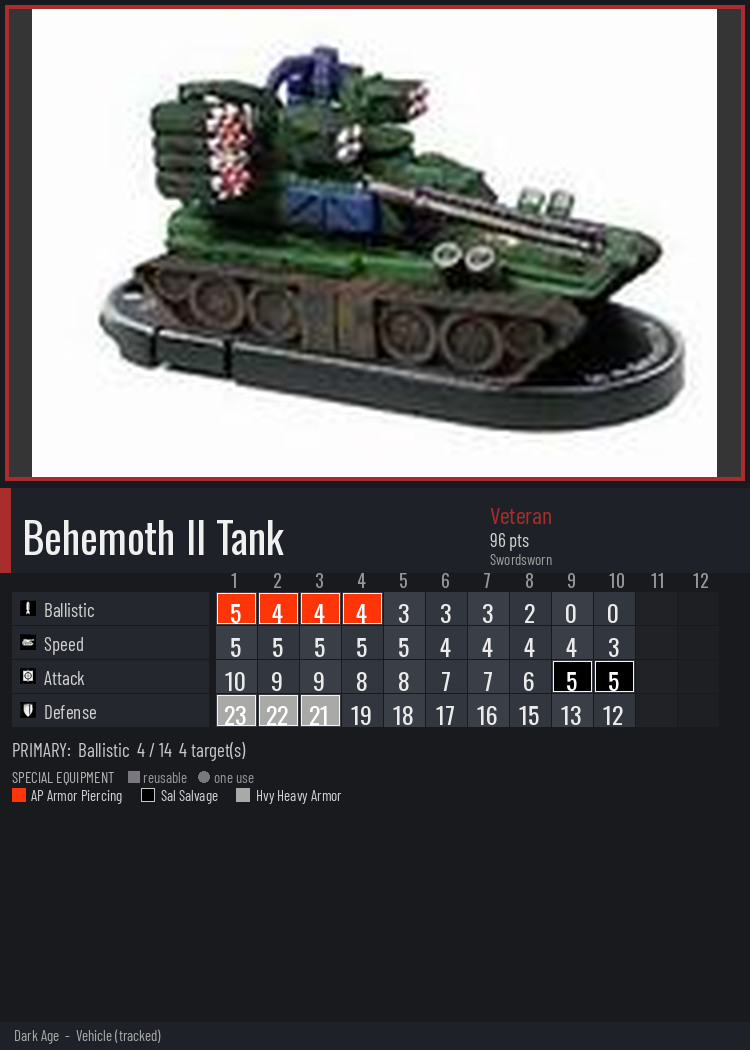 Behemoth II Tank
Veteran
96 pts
Swordsworn
1 2 3 4 5 6 7 8 9 10 11 12
Ballistic 5 4 4 4 3 3 3 2 0 0
Speed 5 5 5 5 5 4 4 4 4 3
Attack 10 9 9 8 8 7 7 6 5 5
Defense 23 22 21 19 18 17 16 15 13 12
PRIMARY: Ballistic 4 / 14 4 target(s)
SPECIAL EQUIPMENT reusable one use
AP Armor Piercing Sal Salvage Hvy Heavy Armor
Dark Age - Vehicle (tracked)